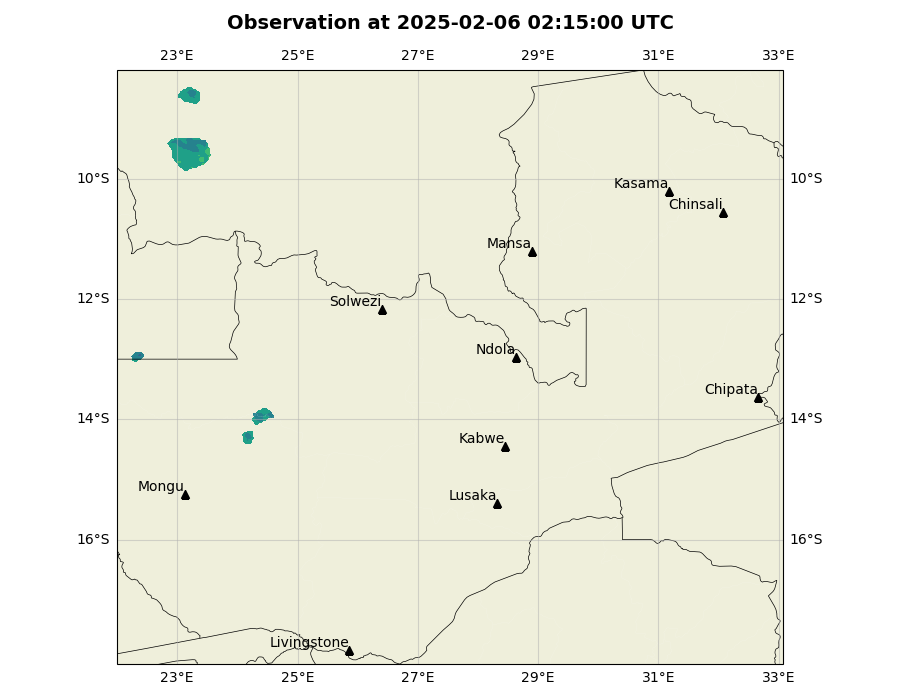 Observation at 2025-02-06 02:15:00 UTC
23°E 25°E 27°E 29°E 31°E 33°E
10°S 10°S
Kasama
Chinsali
Mansa
12°S 12°S
Solwezi
Ndola
Chipata
14°S 14°S
Kabwe
Mongu
Lusaka
16°S 16°S
Livingstone
23°E 25°E 27°E 29°E 31°E 33°E